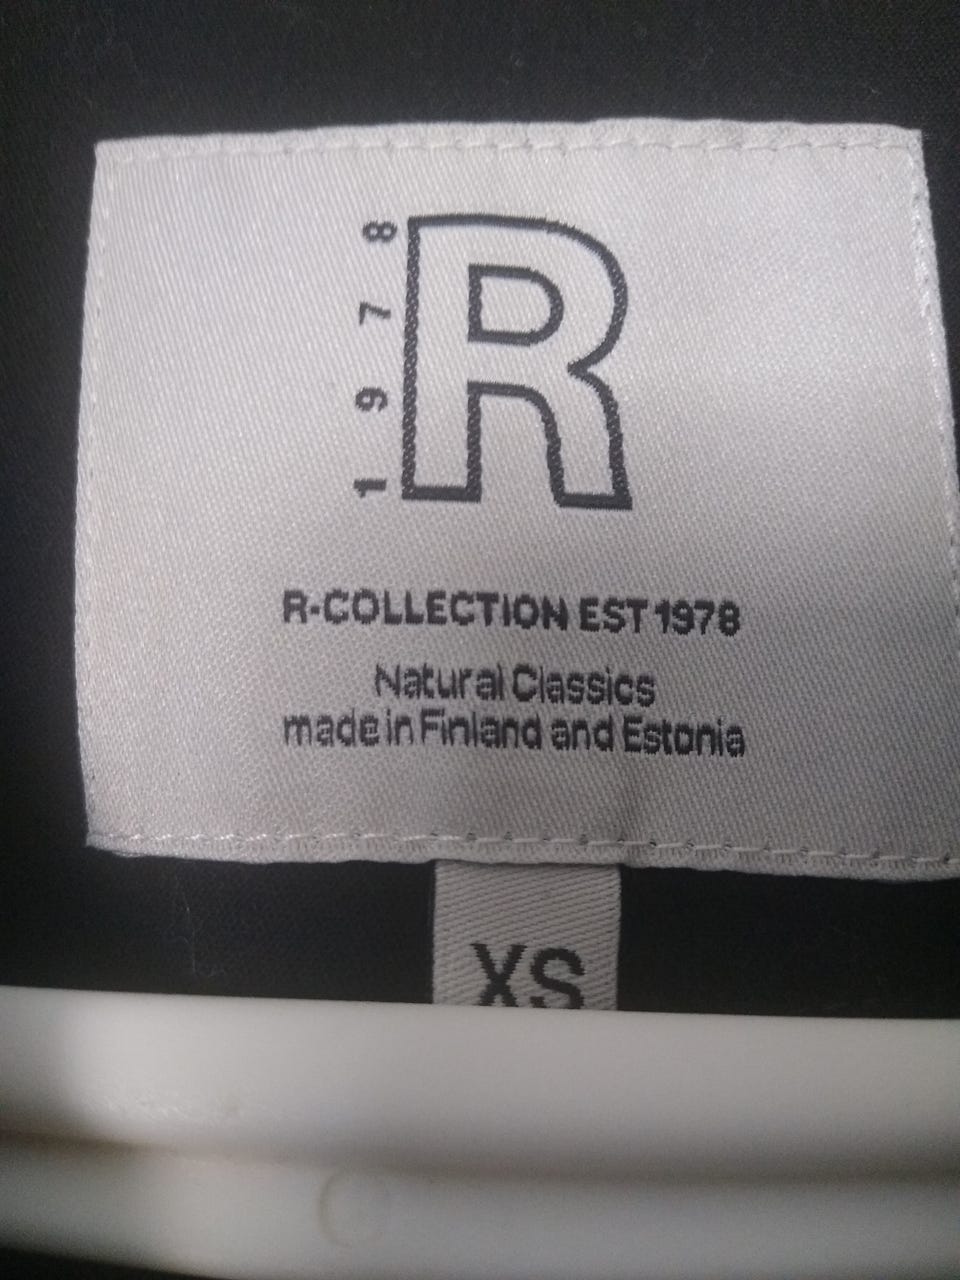 1978
R
R-COLLECTION EST 1978
Natural Classics
made in Finland and Estonia
XS